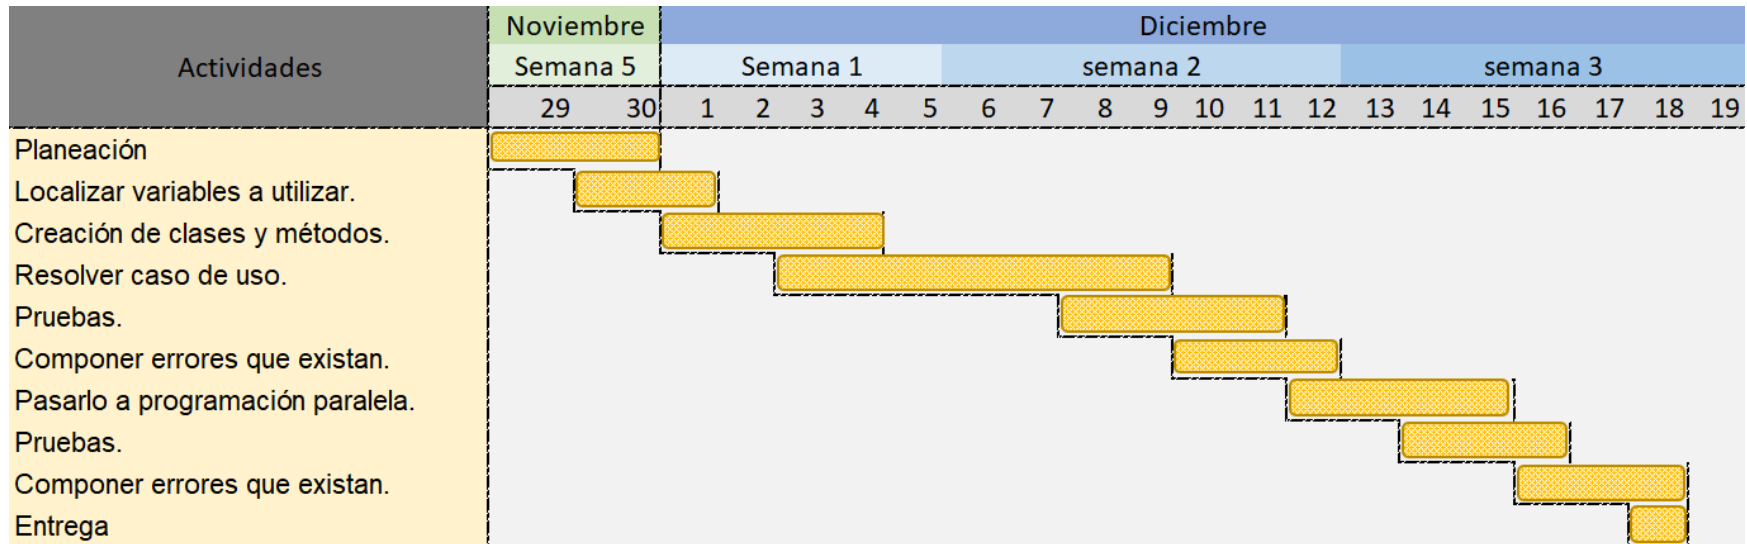 Actividades
Noviembre Diciembre
Semana 5 Semana 1 semana 2 semana 3
29 30 1 2 3 4 5 6 7 8 9 10 11 12 13 14 15 16 17 18 19
Planeación
Localizar variables a utilizar.
Creación de clases y métodos.
Resolver caso de uso.
Pruebas.
Componer errores que existan.
Pasarlo a programación paralela.
Pruebas.
Componer errores que existan.
Entrega